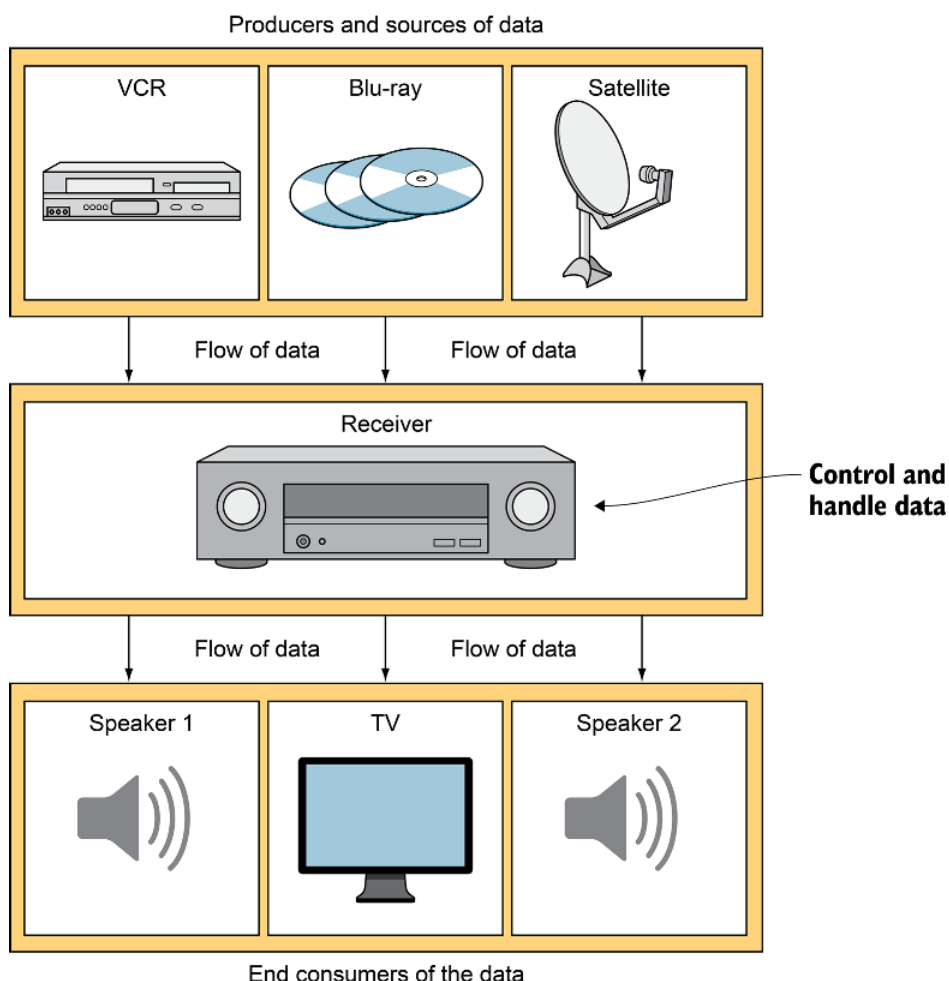 Producers and sources of data
VCR
Blu-ray
Satellite
Flow of data
Flow of data
Receiver
Control and
handle data
Flow of data
Flow of data
Speaker 1
TV
Speaker 2
End consumers of the data